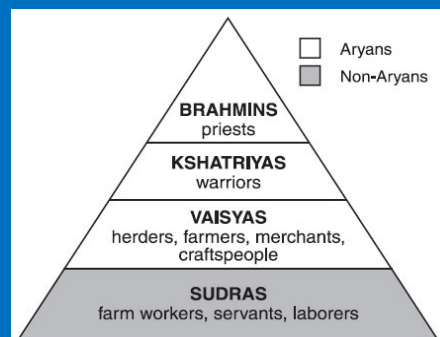 Aryans
Non-Aryans
BRAHMINS
priests
KSHATRIYAS
warriors
VAISYAS
herders, farmers, merchants,
craftspeople
SUDRAS
farm workers, servants, laborers